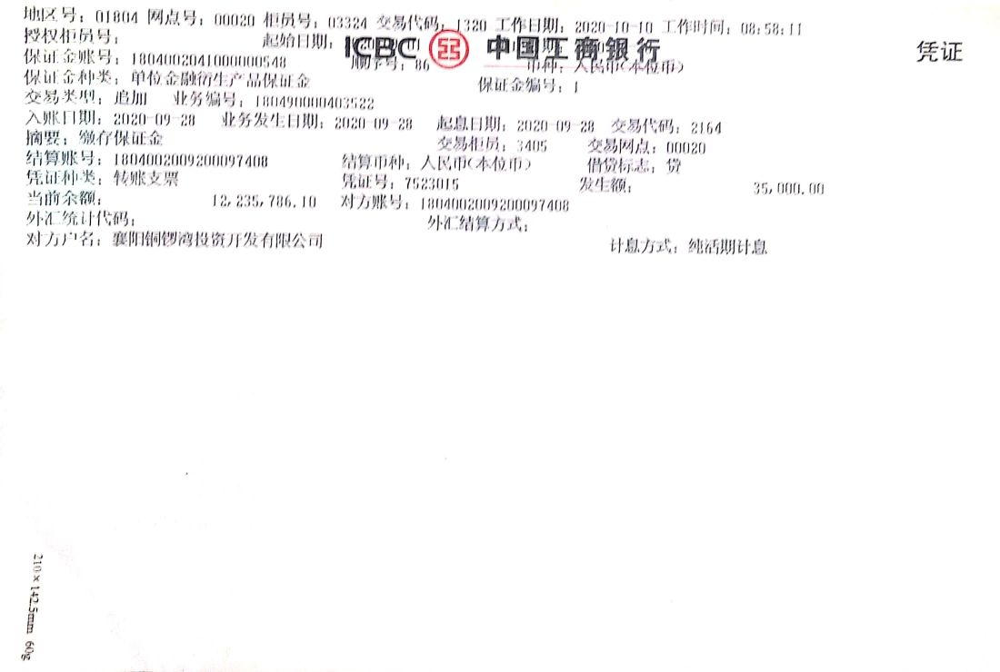 地区号：01804 网点号：00020 柜员号：03324 交易代码：1320 工作日期：2020-10-10 工作时间：08:58:11
授权柜员号： 起始日期：
ICBC 中国工商银行 凭证
保证金账号：1804002041000000548 顺序号：86 币种：人民币(本位币)
保证金种类：单位金融衍生产品保证金 保证金编号：1
交易类型：追加 业务编号：180490000403522
入账日期：2020-09-28 业务发生日期：2020-09-28 起息日期：2020-09-28 交易代码：2164
摘要：缴存保证金 交易柜员：3405 交易网点：00020
结算账号：1804002009200097408 结算币种：人民币(本位币) 借贷标志：贷
凭证种类：转账支票 凭证号：7523015 发生额： 35,000.00
当前余额： 12,235,786.10 对方账号：1804002009200097408
外汇统计代码： 外汇结算方式：
对方户名：襄阳铜锣湾投资开发有限公司 计息方式：纯活期计息
210×142.5mm 60g